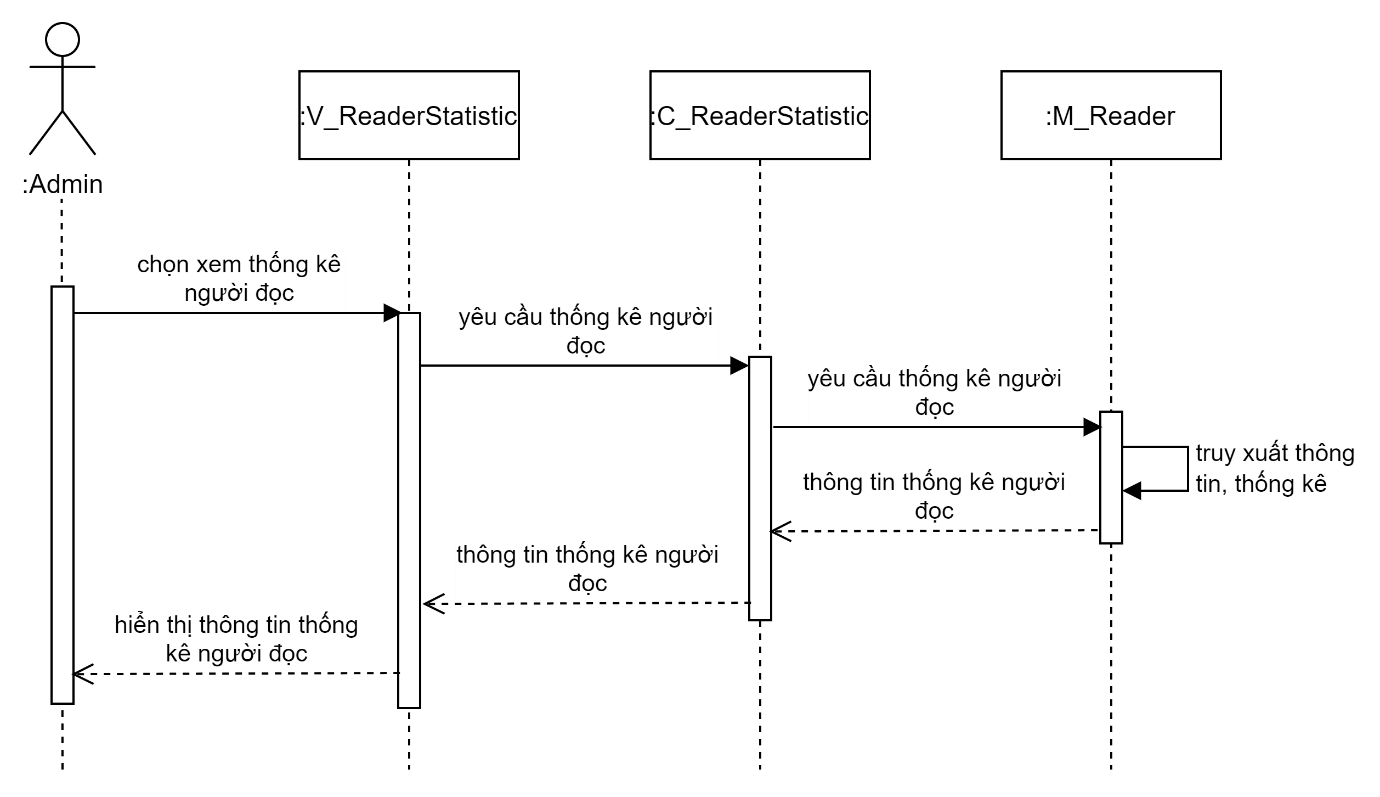 :V_ReaderStatistic
:C_ReaderStatistic
:M_Reader
:Admin
chọn xem thống kê
người đọc
yêu cầu thống kê người
đọc
yêu cầu thống kê người
đọc
truy xuất thông
tin, thống kê
thông tin thống kê người
đọc
thông tin thống kê người
đọc
hiển thị thông tin thống
kê người đọc